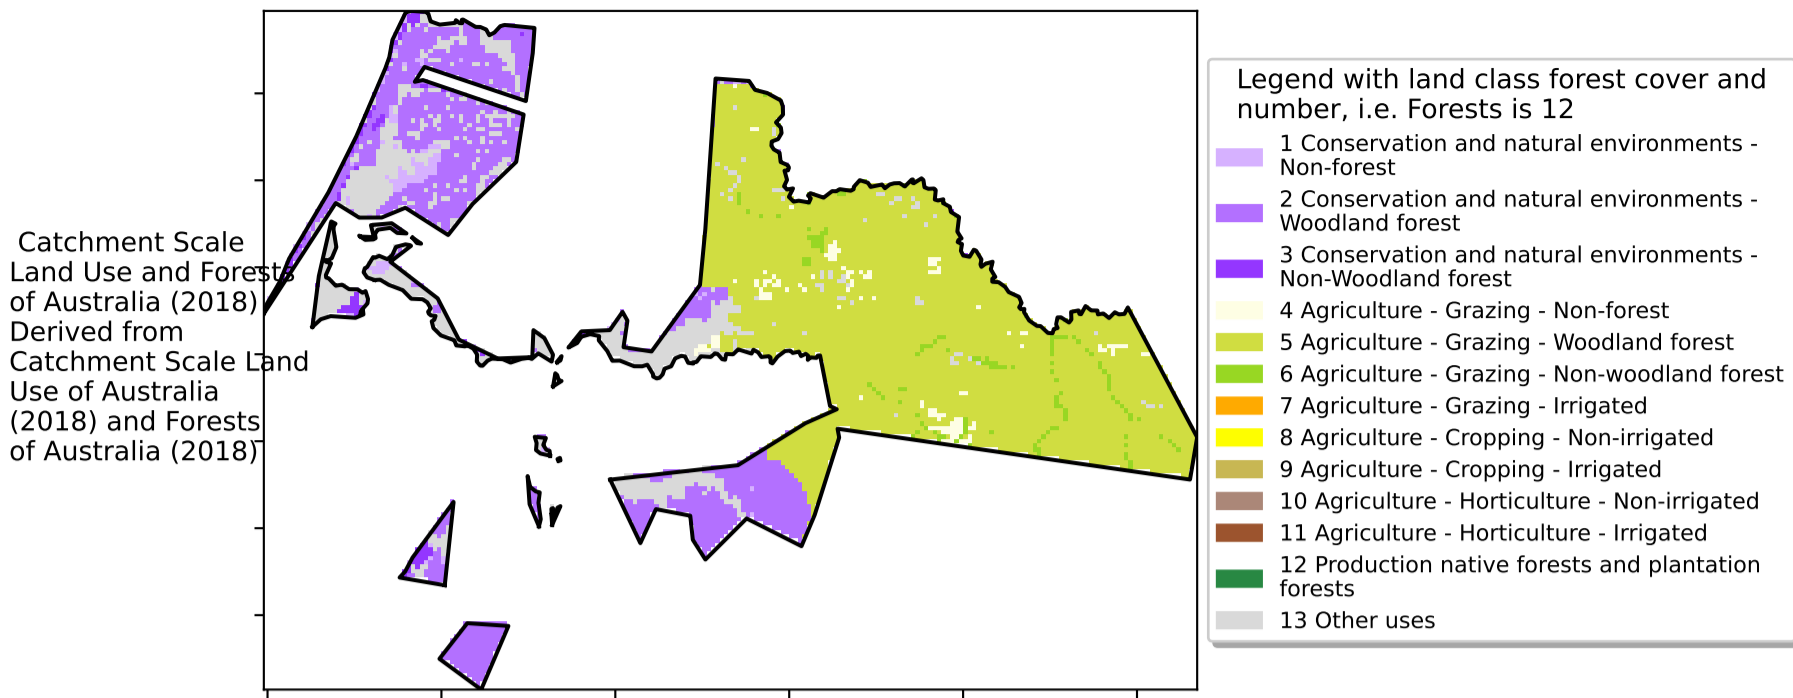 Catchment Scale
Land Use and Forests
of Australia (2018)
Derived from
Catchment Scale Land
Use of Australia
(2018) and Forests
of Australia (2018)
Legend with land class forest cover and
number, i.e. Forests is 12
1 Conservation and natural environments -
Non-forest
2 Conservation and natural environments -
Woodland forest
3 Conservation and natural environments -
Non-Woodland forest
4 Agriculture - Grazing - Non-forest
5 Agriculture - Grazing - Woodland forest
6 Agriculture - Grazing - Non-woodland forest
7 Agriculture - Grazing - Irrigated
8 Agriculture - Cropping - Non-irrigated
9 Agriculture - Cropping - Irrigated
10 Agriculture - Horticulture - Non-irrigated
11 Agriculture - Horticulture - Irrigated
12 Production native forests and plantation
forests
13 Other uses